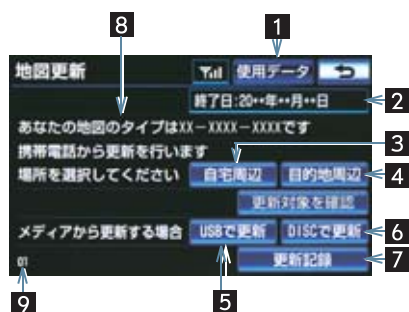 8
1
地図更新 使用データ
終了日:20**年**月**日 2
あなたの地図のタイプはXX-XXXX-XXXXです
携帯電話から更新を行います 3
場所を選択してください 自宅周辺 目的地周辺 4
更新対象を確認
メディアから更新する場合 USBで更新 DISCで更新 6
01 更新記録 7
9 5